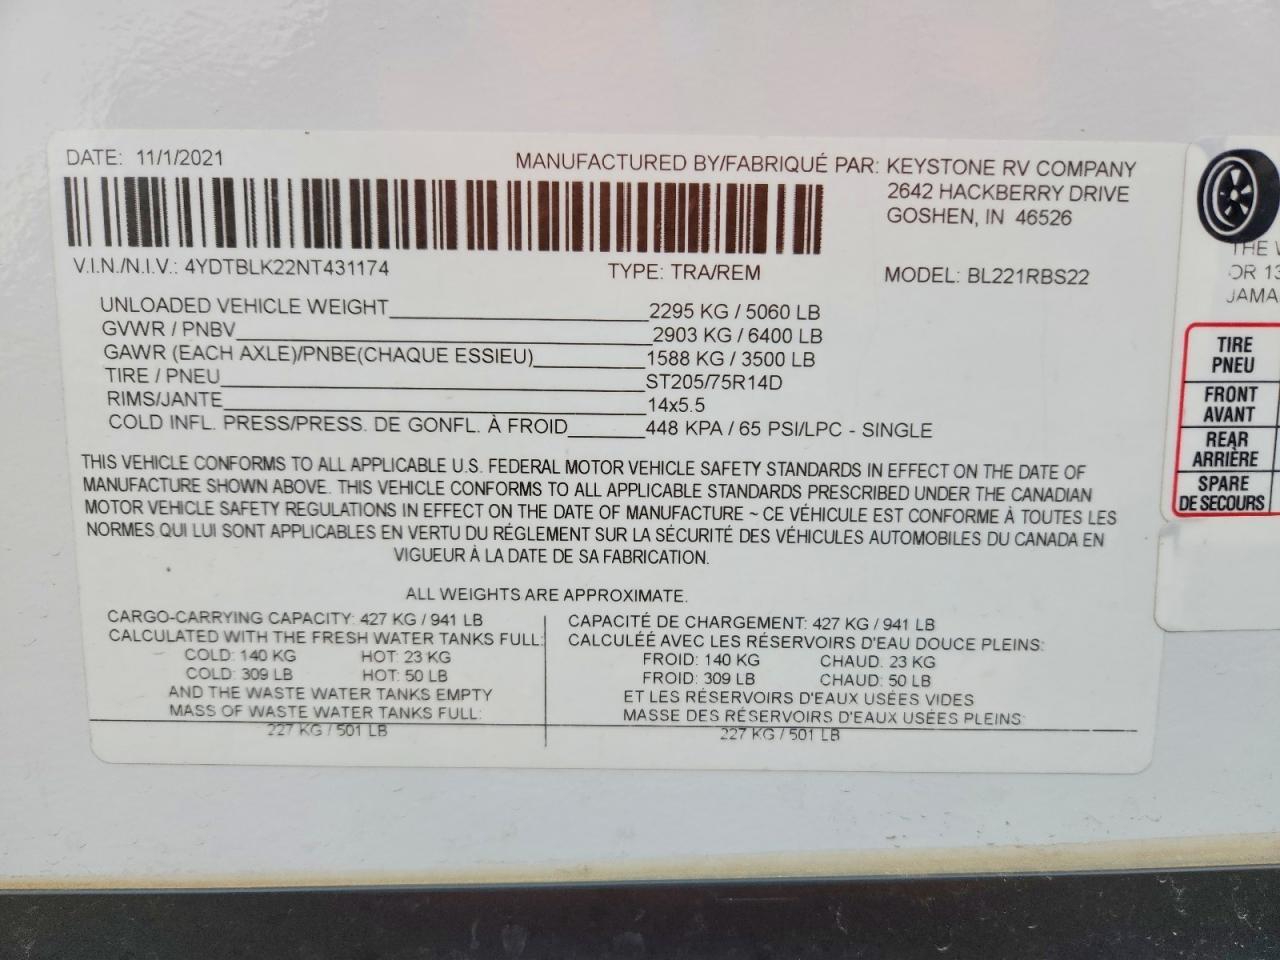 DATE: 11/1/2021
MANUFACTURED BY/FABRIQUÉ PAR: KEYSTONE RV COMPANY
2642 HACKBERRY DRIVE
GOSHEN, IN 46526
V.I.N./N.I.V.: 4YDTBLK22NT431174 TYPE: TRA/REM MODEL: BL221RBS22
UNLOADED VEHICLE WEIGHT 2295 KG / 5060 LB
GVWR / PNBV 2903 KG / 6400 LB
GAWR (EACH AXLE)/PNBE(CHAQUE ESSIEU) 1588 KG / 3500 LB
TIRE / PNEU ST205/75R14D
RIMS/JANTE 14x5.5
COLD INFL. PRESS/PRESS. DE GONFL. À FROID 448 KPA / 65 PSI/LPC - SINGLE
THIS VEHICLE CONFORMS TO ALL APPLICABLE U.S. FEDERAL MOTOR VEHICLE SAFETY STANDARDS IN EFFECT ON THE DATE OF
MANUFACTURE SHOWN ABOVE. THIS VEHICLE CONFORMS TO ALL APPLICABLE STANDARDS PRESCRIBED UNDER THE CANADIAN
MOTOR VEHICLE SAFETY REGULATIONS IN EFFECT ON THE DATE OF MANUFACTURE ~ CE VÉHICULE EST CONFORME À TOUTES LES
NORMES QUI LUI SONT APPLICABLES EN VERTU DU RÉGLEMENT SUR LA SÉCURITÉ DES VÉHICULES AUTOMOBILES DU CANADA EN
VIGUEUR À LA DATE DE SA FABRICATION.
ALL WEIGHTS ARE APPROXIMATE.
CARGO-CARRYING CAPACITY: 427 KG / 941 LB
CALCULATED WITH THE FRESH WATER TANKS FULL:
COLD: 140 KG HOT: 23 KG
COLD: 309 LB HOT: 50 LB
AND THE WASTE WATER TANKS EMPTY
MASS OF WASTE WATER TANKS FULL:
227 KG / 501 LB
CAPACITÉ DE CHARGEMENT: 427 KG / 941 LB
CALCULÉE AVEC LES RÉSERVOIRS D'EAU DOUCE PLEINS:
FROID: 140 KG CHAUD: 23 KG
FROID: 309 LB CHAUD: 50 LB
ET LES RÉSERVOIRS D'EAUX USÉES VIDES
MASSE DES RÉSERVOIRS D'EAUX USÉES PLEINS:
227 KG / 501 LB
THE
OR 13
JAMA
TIRE
PNEU
FRONT
AVANT
REAR
ARRIÈRE
SPARE
DE SECOURS